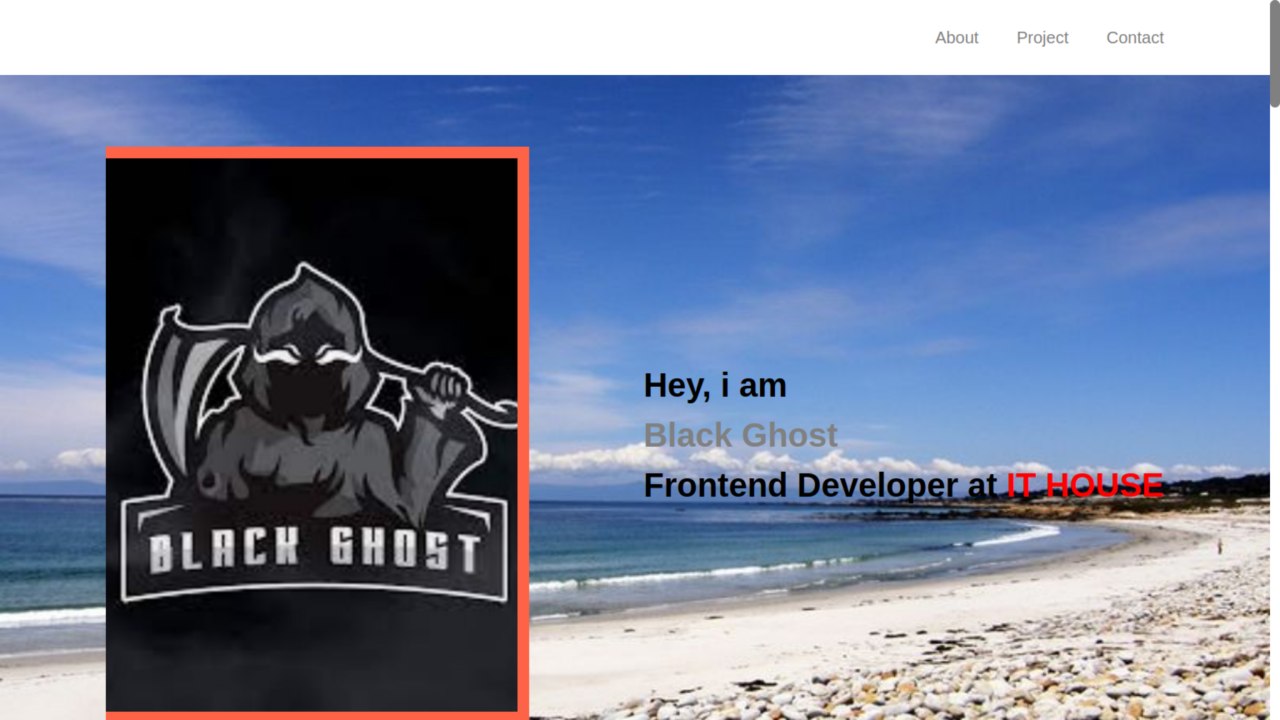 About
Project
Contact
BLACK GHOST
Hey, i am
Black Ghost
Frontend Developer at IT HOUSE